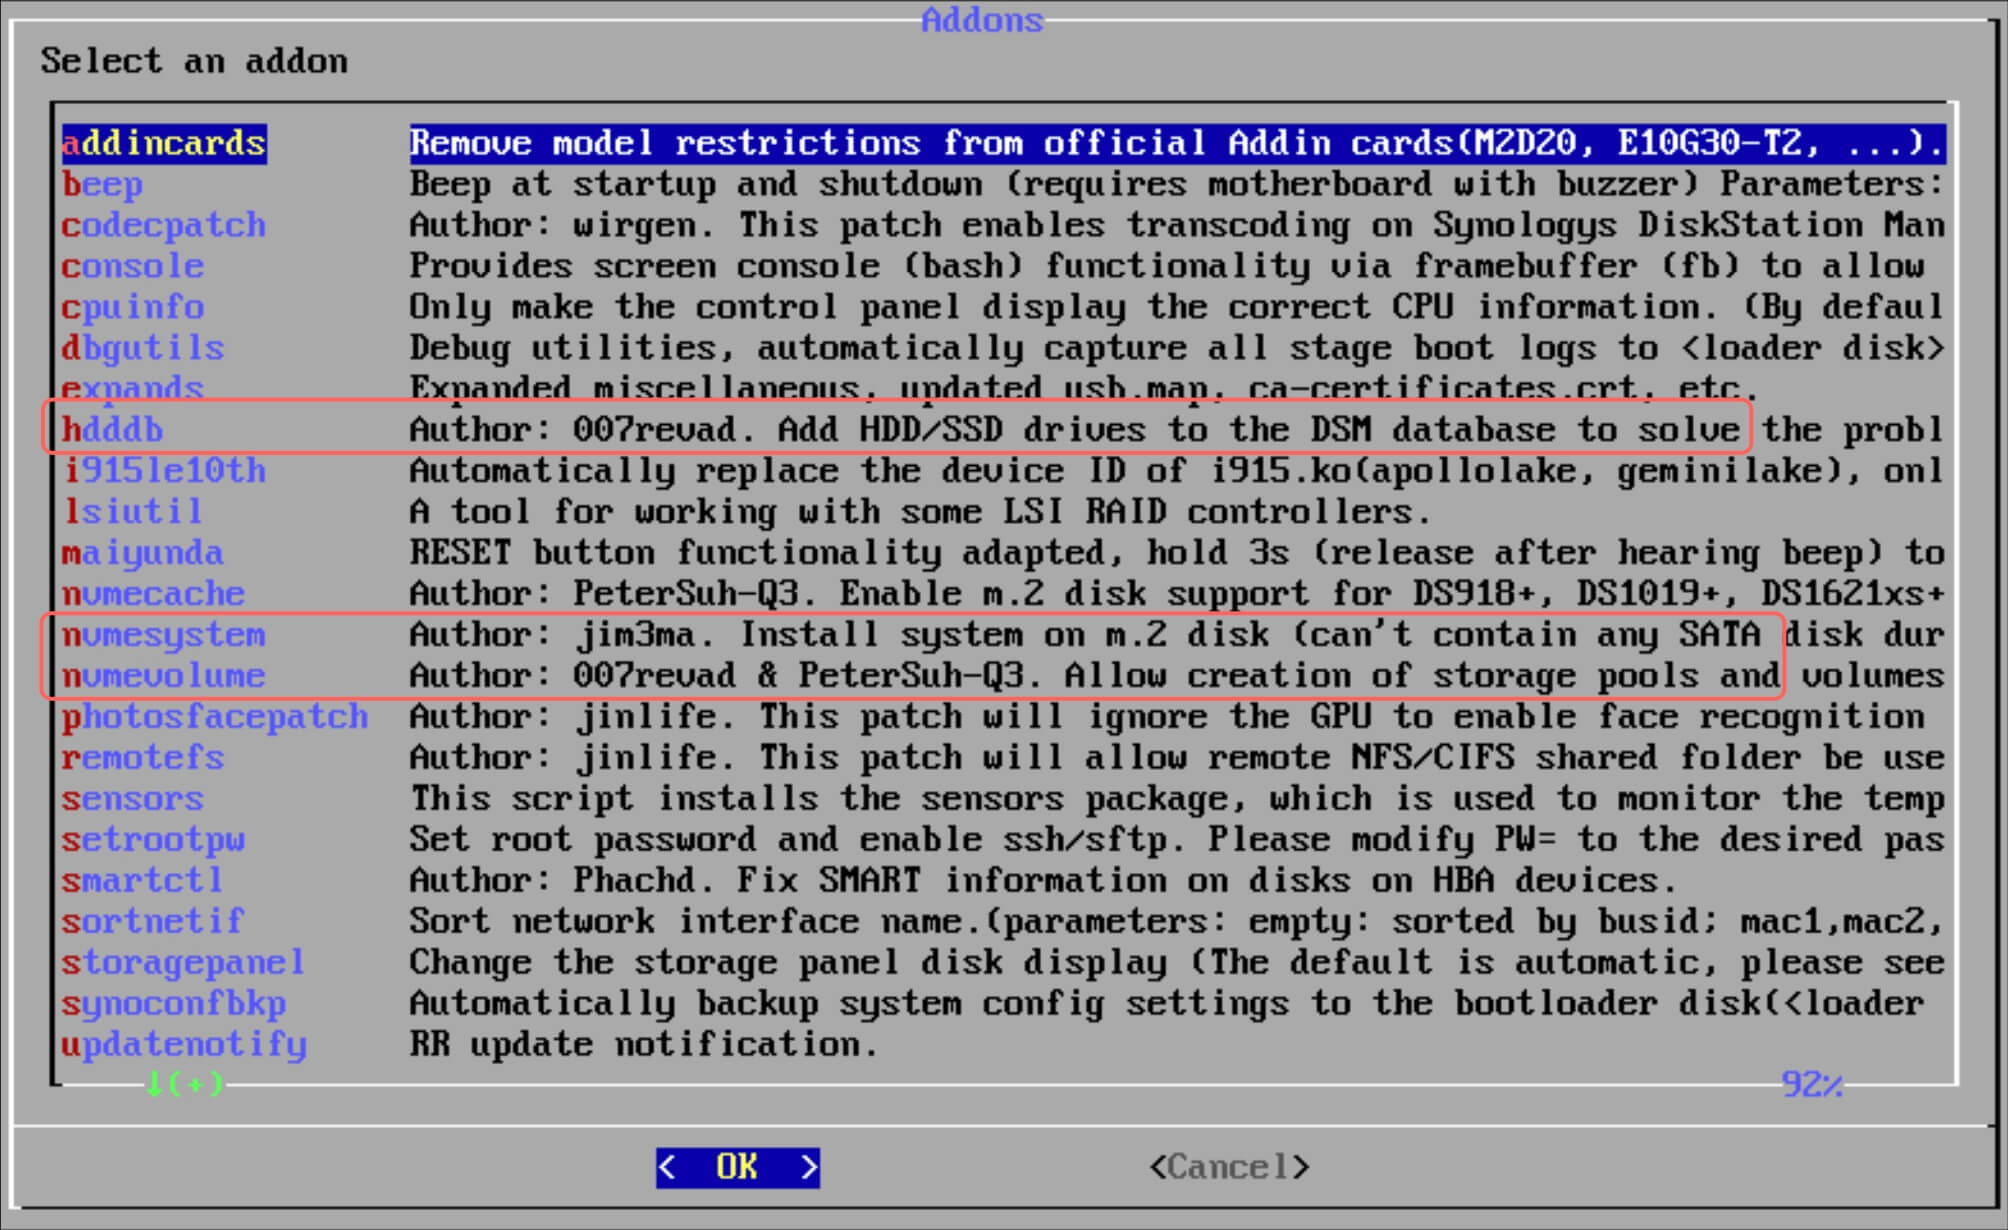 Addons
Select an addon
addincards Remove model restrictions from official Addin cards(M2D20, E10G30-T2, ...).
beep Beep at startup and shutdown (requires motherboard with buzzer) Parameters:
codecpatch Author: wirgen. This patch enables transcoding on Synologys DiskStation Man
console Provides screen console (bash) functionality via framebuffer (fb) to allow
cpuinfo Only make the control panel display the correct CPU information. (By defaul
dbgutils Debug utilities, automatically capture all stage boot logs to <loader disk>
expands Expanded miscellaneous, updated usb.map, ca-certificates.crt, etc.
hdddb Author: 007revad. Add HDD/SSD drives to the DSM database to solve the probl
i915le10th Automatically replace the device ID of i915.ko(apollolake, geminilake), onl
lsiutil A tool for working with some LSI RAID controllers.
maiyunda RESET button functionality adapted, hold 3s (release after hearing beep) to
nvmecache Author: PeterSuh-Q3. Enable m.2 disk support for DS918+, DS1019+, DS1621xs+
nvmesystem Author: jim3ma. Install system on m.2 disk (can't contain any SATA disk dur
nvmevolume Author: 007revad & PeterSuh-Q3. Allow creation of storage pools and volumes
photosfacepatch Author: jinlife. This patch will ignore the GPU to enable face recognition
remotefs Author: jinlife. This patch will allow remote NFS/CIFS shared folder be use
sensors This script installs the sensors package, which is used to monitor the temp
setrootpw Set root password and enable ssh/sftp. Please modify PW= to the desired pas
smartctl Author: Phachd. Fix SMART information on disks on HBA devices.
sortnetif Sort network interface name.(parameters: empty: sorted by busid; mac1,mac2,
storagepanel Change the storage panel disk display (The default is automatic, please see
synoconfbkp Automatically backup system config settings to the bootloader disk(<loader
updatenotify RR update notification.
↓(+) 92%
< OK > <Cancel>